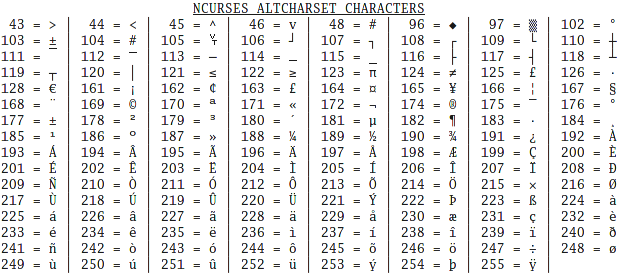 NCURSES ALTCHARSET CHARACTERS
43 = > | 44 = < | 45 = ^ | 46 = v | 48 = # | 96 = ◆ | 97 = ▒ | 102 = °
103 = ± | 104 = # | 105 = ␋ | 106 = ┘ | 107 = ┐ | 108 = ┌ | 109 = └ | 110 = ┼
111 = ⎺ | 112 = ⎻ | 113 = ─ | 114 = ⎼ | 115 = ⎽ | 116 = ├ | 117 = ┤ | 118 = ┴
119 = ┬ | 120 = │ | 121 = ≤ | 122 = ≥ | 123 = π | 124 = ≠ | 125 = £ | 126 = ·
128 = € | 161 = ¡ | 162 = ¢ | 163 = £ | 164 = ¤ | 165 = ¥ | 166 = ¦ | 167 = §
168 = ¨ | 169 = © | 170 = ª | 171 = « | 172 = ¬ | 174 = ® | 175 = ¯ | 176 = °
177 = ± | 178 = ² | 179 = ³ | 180 = ´ | 181 = µ | 182 = ¶ | 183 = · | 184 = ¸
185 = ¹ | 186 = º | 187 = » | 188 = ¼ | 189 = ½ | 190 = ¾ | 191 = ¿ | 192 = À
193 = Á | 194 = Â | 195 = Ã | 196 = Ä | 197 = Å | 198 = Æ | 199 = Ç | 200 = È
201 = É | 202 = Ê | 203 = Ë | 204 = Ì | 205 = Í | 206 = Î | 207 = Ï | 208 = Ð
209 = Ñ | 210 = Ò | 211 = Ó | 212 = Ô | 213 = Õ | 214 = Ö | 215 = × | 216 = Ø
217 = Ù | 218 = Ú | 219 = Û | 220 = Ü | 221 = Ý | 222 = Þ | 223 = ß | 224 = à
225 = á | 226 = â | 227 = ã | 228 = ä | 229 = å | 230 = æ | 231 = ç | 232 = è
233 = é | 234 = ê | 235 = ë | 236 = ì | 237 = í | 238 = î | 239 = ï | 240 = ð
241 = ñ | 242 = ò | 243 = ó | 244 = ô | 245 = õ | 246 = ö | 247 = ÷ | 248 = ø
249 = ù | 250 = ú | 251 = û | 252 = ü | 253 = ý | 254 = þ | 255 = ÿ